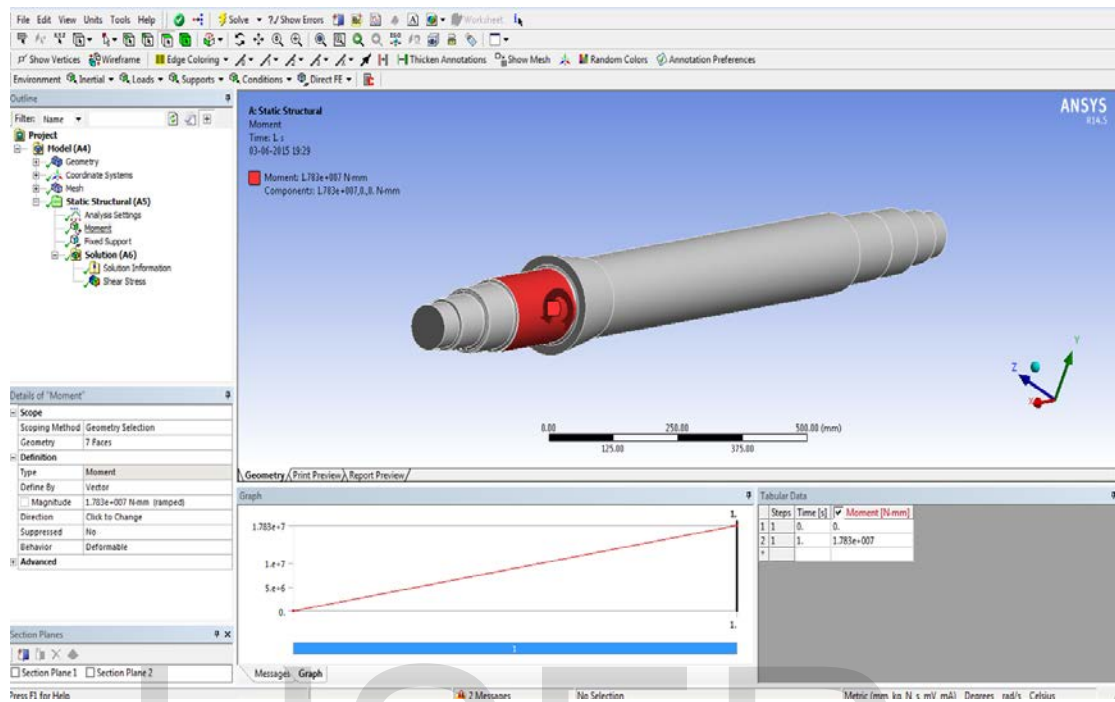 File Edit View Units Tools Help Solve ?/ Show Errors A Worksheet
Show Vertices Wireframe Edge Coloring Thicken Annotations Show Mesh Random Colors Annotation Preferences
Environment Inertial Loads Supports Conditions Direct FE
Outline
Filter: Name
Project
Model (A4)
Geometry
Coordinate Systems
Mesh
Static Structural (A5)
Analysis Settings
Moment
Fixed Support
Solution (A6)
Solution Information
Shear Stress
A: Static Structural
Moment
Time: 1. s
03-06-2015 19:29
Moment: 1.783e+007 N·mm
Components: 1.783e+007,0.,0. N·mm
ANSYS
R14.5
Y
Z
X
0.00 250.00 500.00 (mm)
125.00 375.00
Geometry Print Preview Report Preview
Details of "Moment"
Scope
Scoping Method Geometry Selection
Geometry 7 Faces
Definition
Type Moment
Define By Vector
Magnitude 1.783e+007 N·mm (ramped)
Direction Click to Change
Suppressed No
Behavior Deformable
Advanced
Section Planes
Section Plane 1 Section Plane 2
Graph
1.783e+7
1.e+7
5.e+6
0.
1.
1.
1
Messages Graph
Tabular Data
Steps Time [s] Moment [N·mm]
1 1 0. 0.
2 1 1. 1.783e+007
*
Press F1 for Help 2 Messages No Selection Metric (mm, kg, N, s, mV, mA) Degrees rad/s Celsius